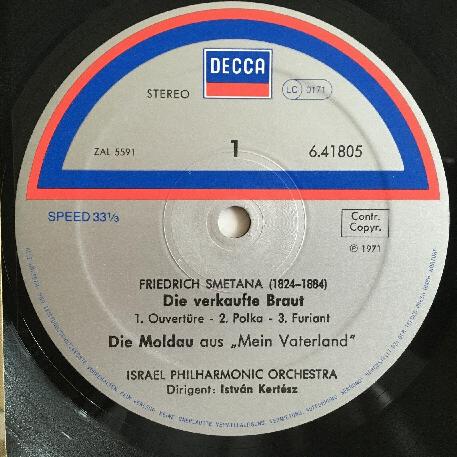 DECCA
STEREO
LC 0171
ZAL 5591
1
6.41805
SPEED 33⅓
Contr.
Copyr.
℗ 1971
FRIEDRICH SMETANA (1824-1884)
Die verkaufte Braut
1. Ouvertüre - 2. Polka - 3. Furiant
Die Moldau aus „Mein Vaterland"
ISRAEL PHILHARMONIC ORCHESTRA
Dirigent: István Kertész